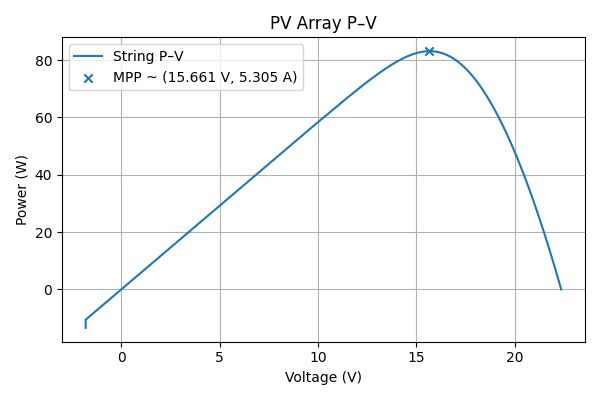 PV Array P–V
String P–V
MPP ~ (15.661 V, 5.305 A)
Power (W)
80
60
40
20
0
0 5 10 15 20
Voltage (V)